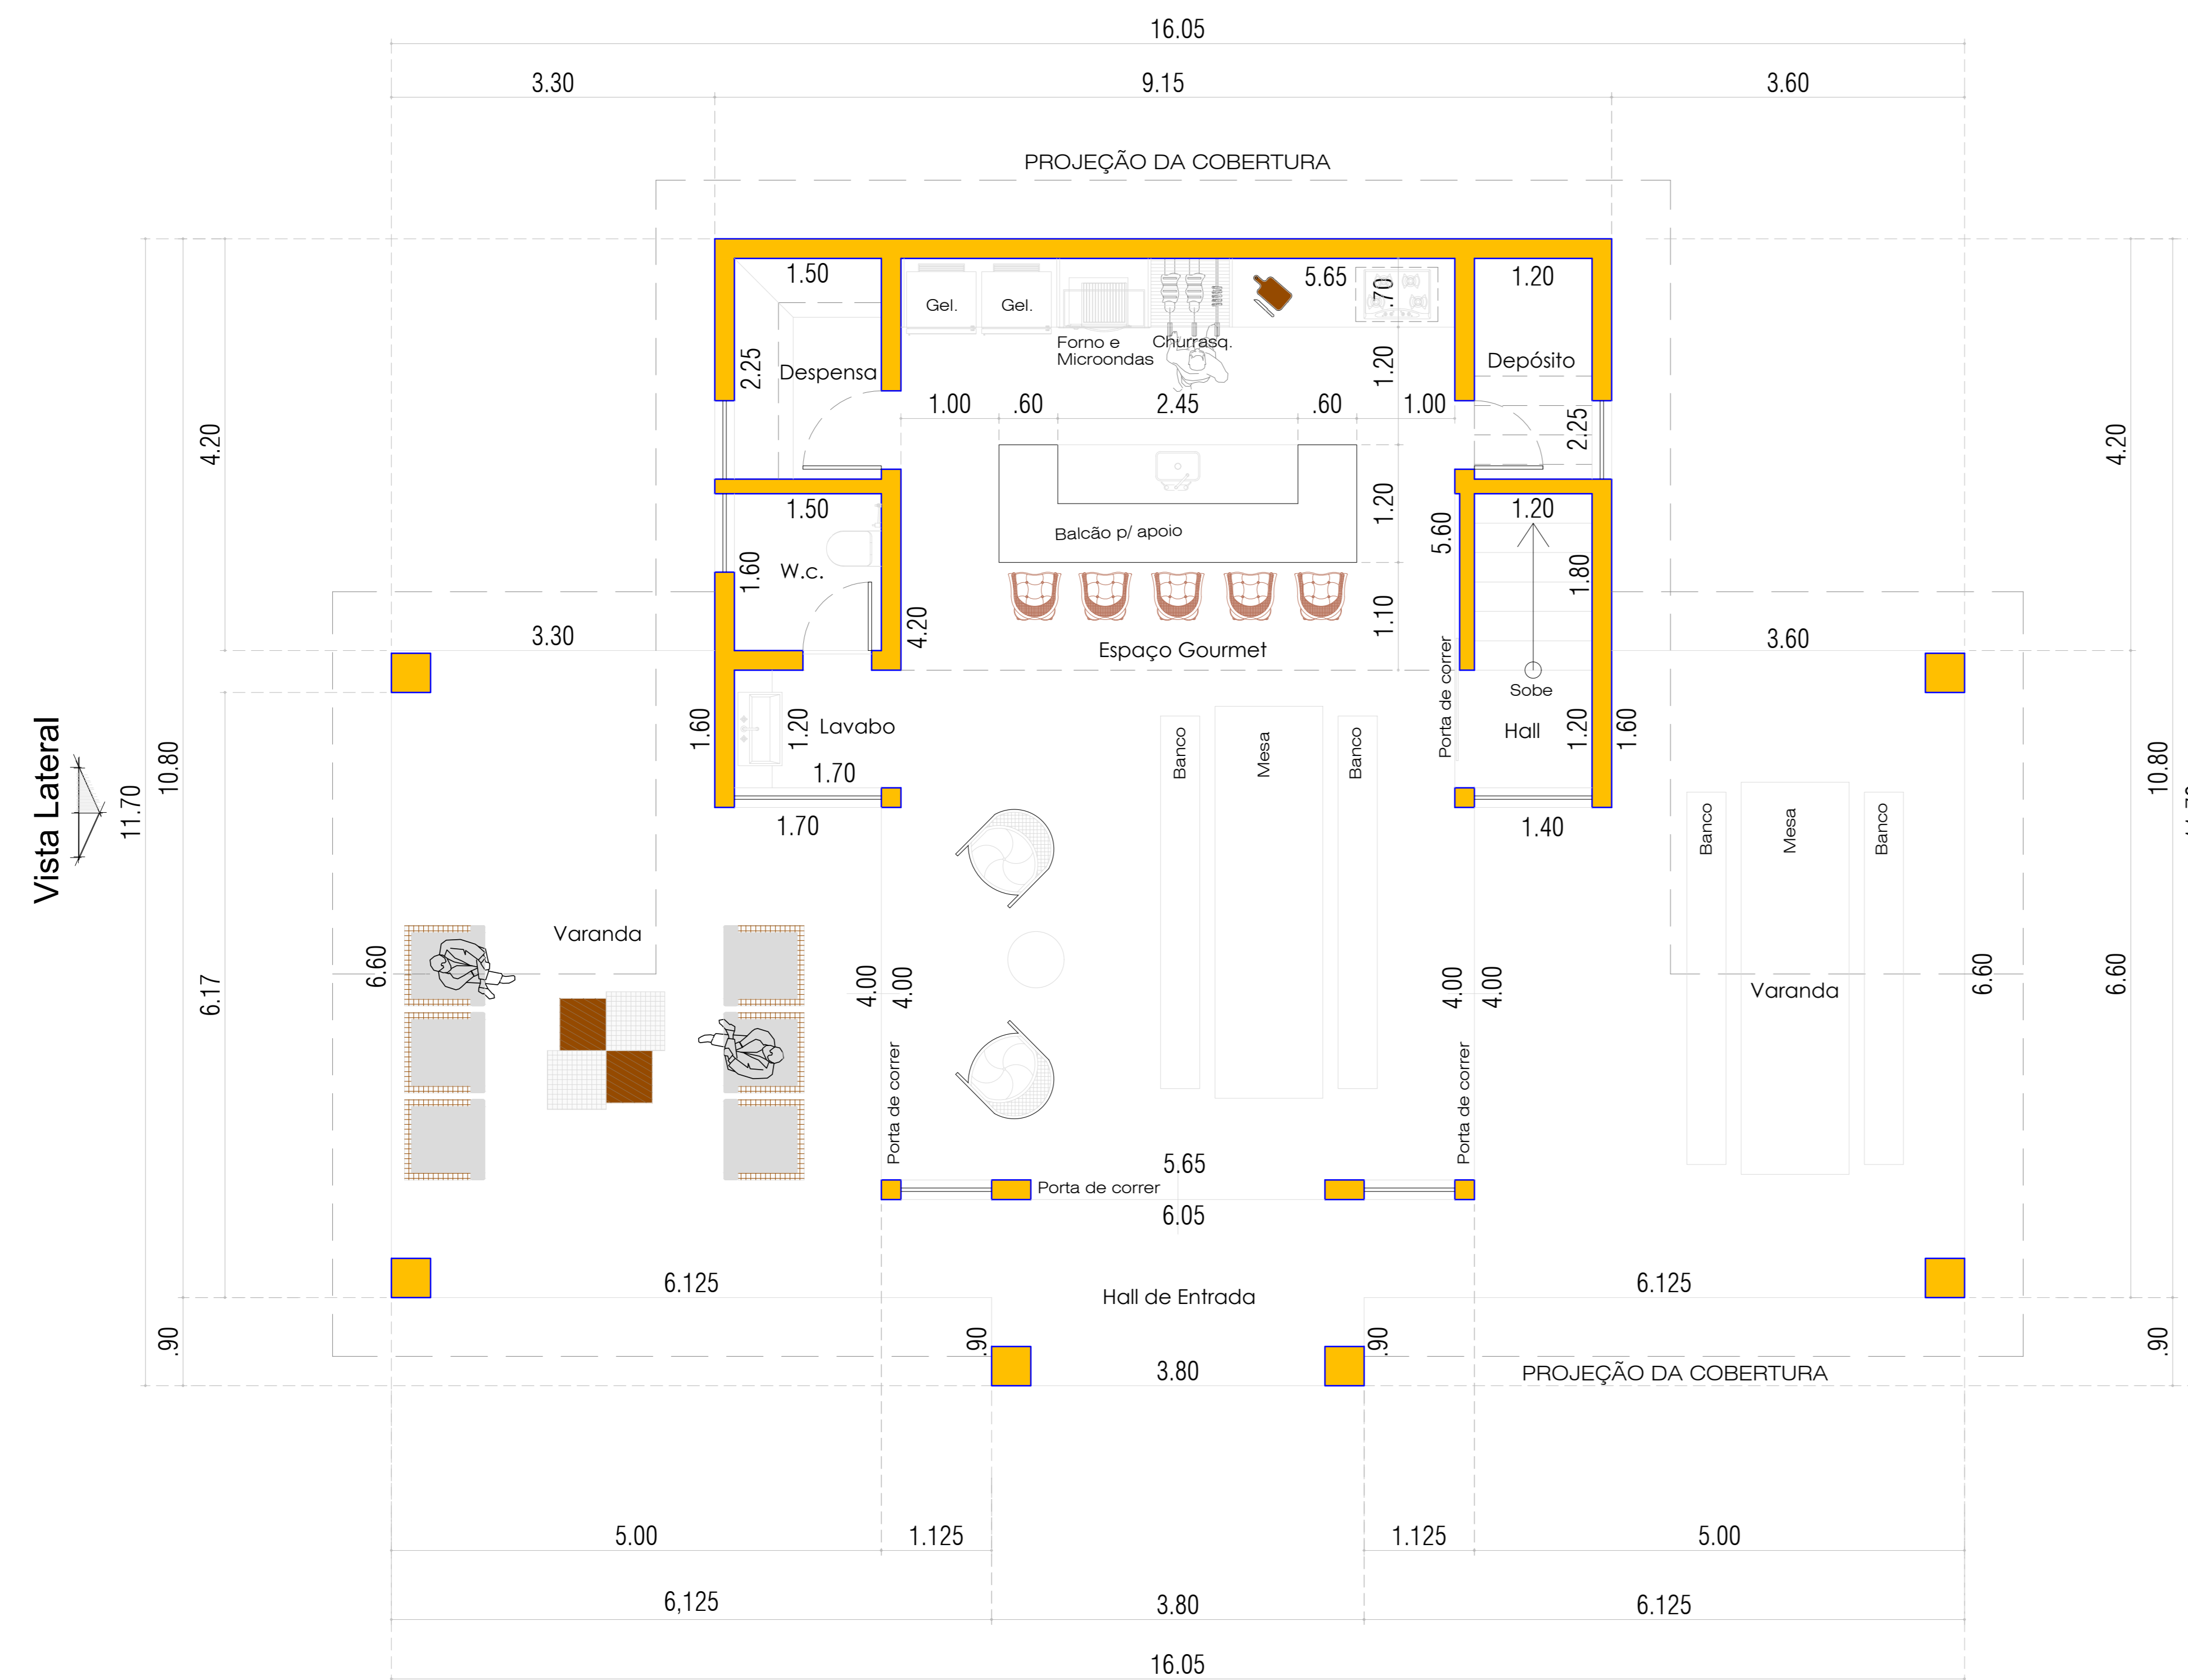 16.05
3.30
9.15
3.60
PROJEÇÃO DA COBERTURA
1.50
5.65
1.20
Gel.
Gel.
.70
Forno e
Microondas
Churrasq.
Depósito
2.25
Despensa
1.20
1.00
.60
2.45
.60
1.00
2.25
4.20
4.20
1.50
1.20
1.20
Balcão p/ apoio
5.60
1.60
W.c.
1.80
4.20
1.10
3.30
Espaço Gourmet
3.60
Porta de correr
Sobe
Vista Lateral
11.70
10.80
1.60
1.20
Lavabo
1.70
Banco
Mesa
Banco
Hall
1.20
1.60
10.80
1.70
1.40
Banco
Mesa
Banco
Varanda
6.17
6.60
4.00
4.00
4.00
4.00
Varanda
6.60
6.60
Porta de correr
Porta de correr
5.65
Porta de correr
6.05
6.125
Hall de Entrada
6.125
.90
.90
3.80
.90
.90
PROJEÇÃO DA COBERTURA
5.00
1.125
1.125
5.00
6,125
3.80
6.125
16.05